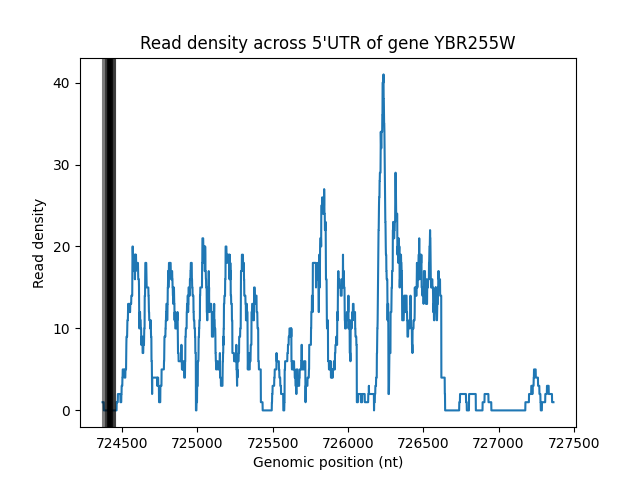 Read density across 5'UTR of gene YBR255W
40
30
20
10
0
Read density
724500 725000 725500 726000 726500 727000 727500
Genomic position (nt)